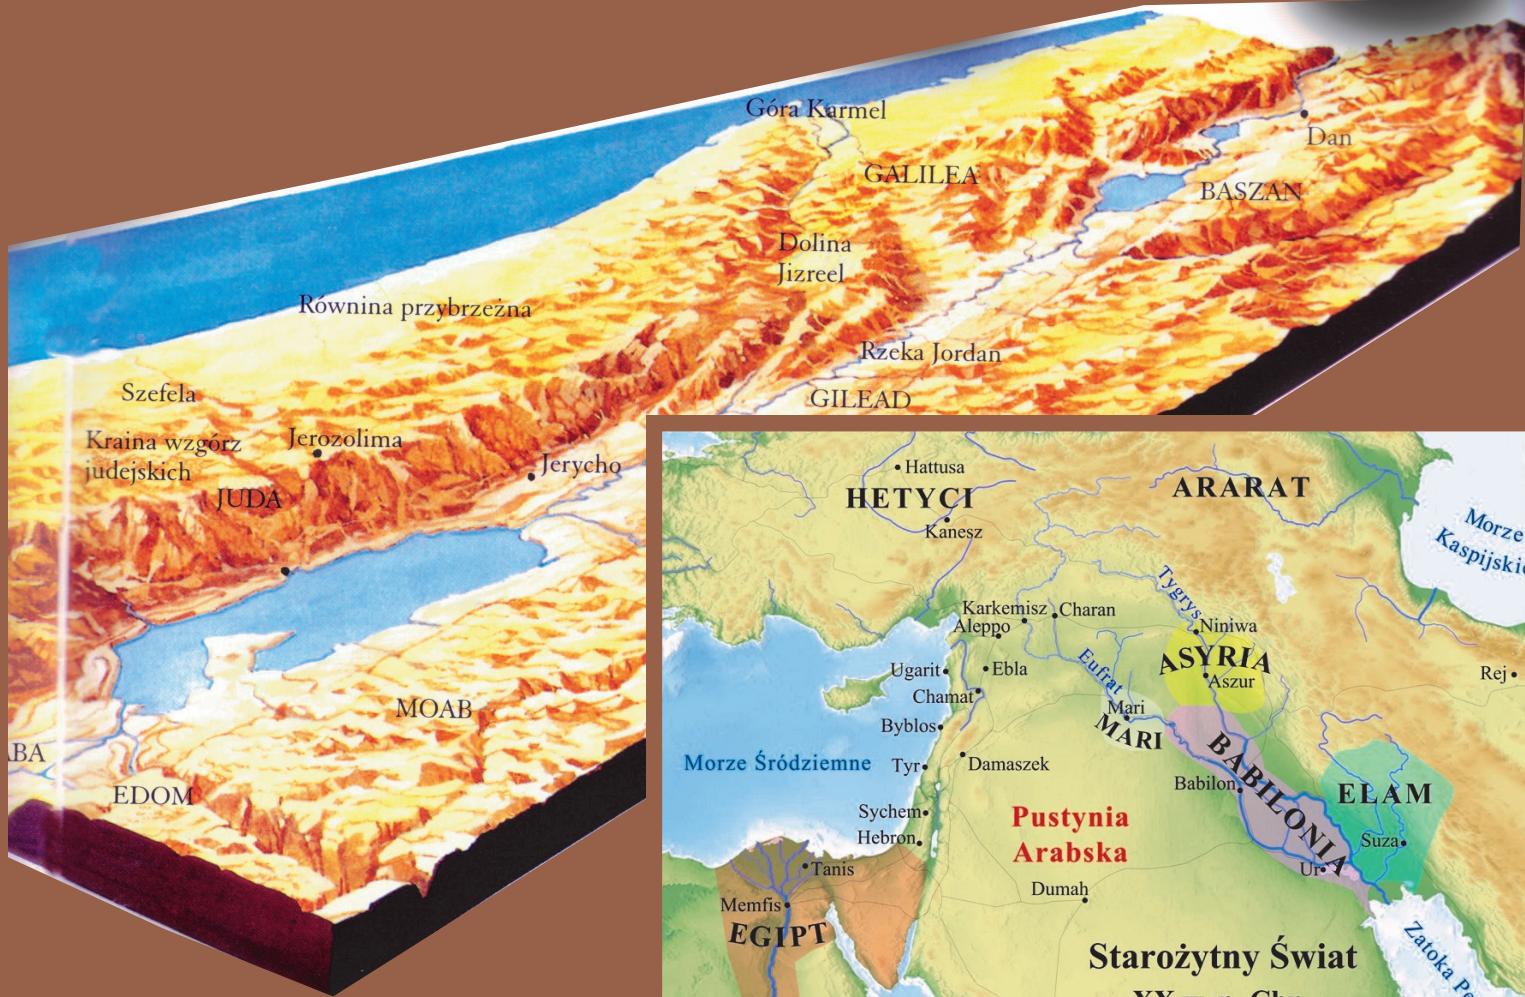 Góra Karmel
Dan
GALILEA
BASZAN
Dolina
Jizreel
Równina przybrzeżna
Rzeka Jordan
Szefela
GILEAD
Kraina wzgórz
judejskich
Jerozolima
Jerycho
JUDA
MOAB
ABA
EDOM
Hattusa
HETYCI
ARARAT
Kanesz
Morze
Kaspijskie
Tygrys
Karkemisz
Charan
Aleppo
Niniwa
ASYRIA
Ugarit
Ebla
Eufrat
Aszur
Rej
Chamat
Mari
MARI
Byblos
BABILONIA
Morze Śródziemne
Tyr
Damaszek
Babilon
ELAM
Sychem
Pustynia
Arabska
Hebron
Suza
Tanis
Ur
Dumah
Memfis
EGIPT
Starożytny Świat
Zatoka Pe